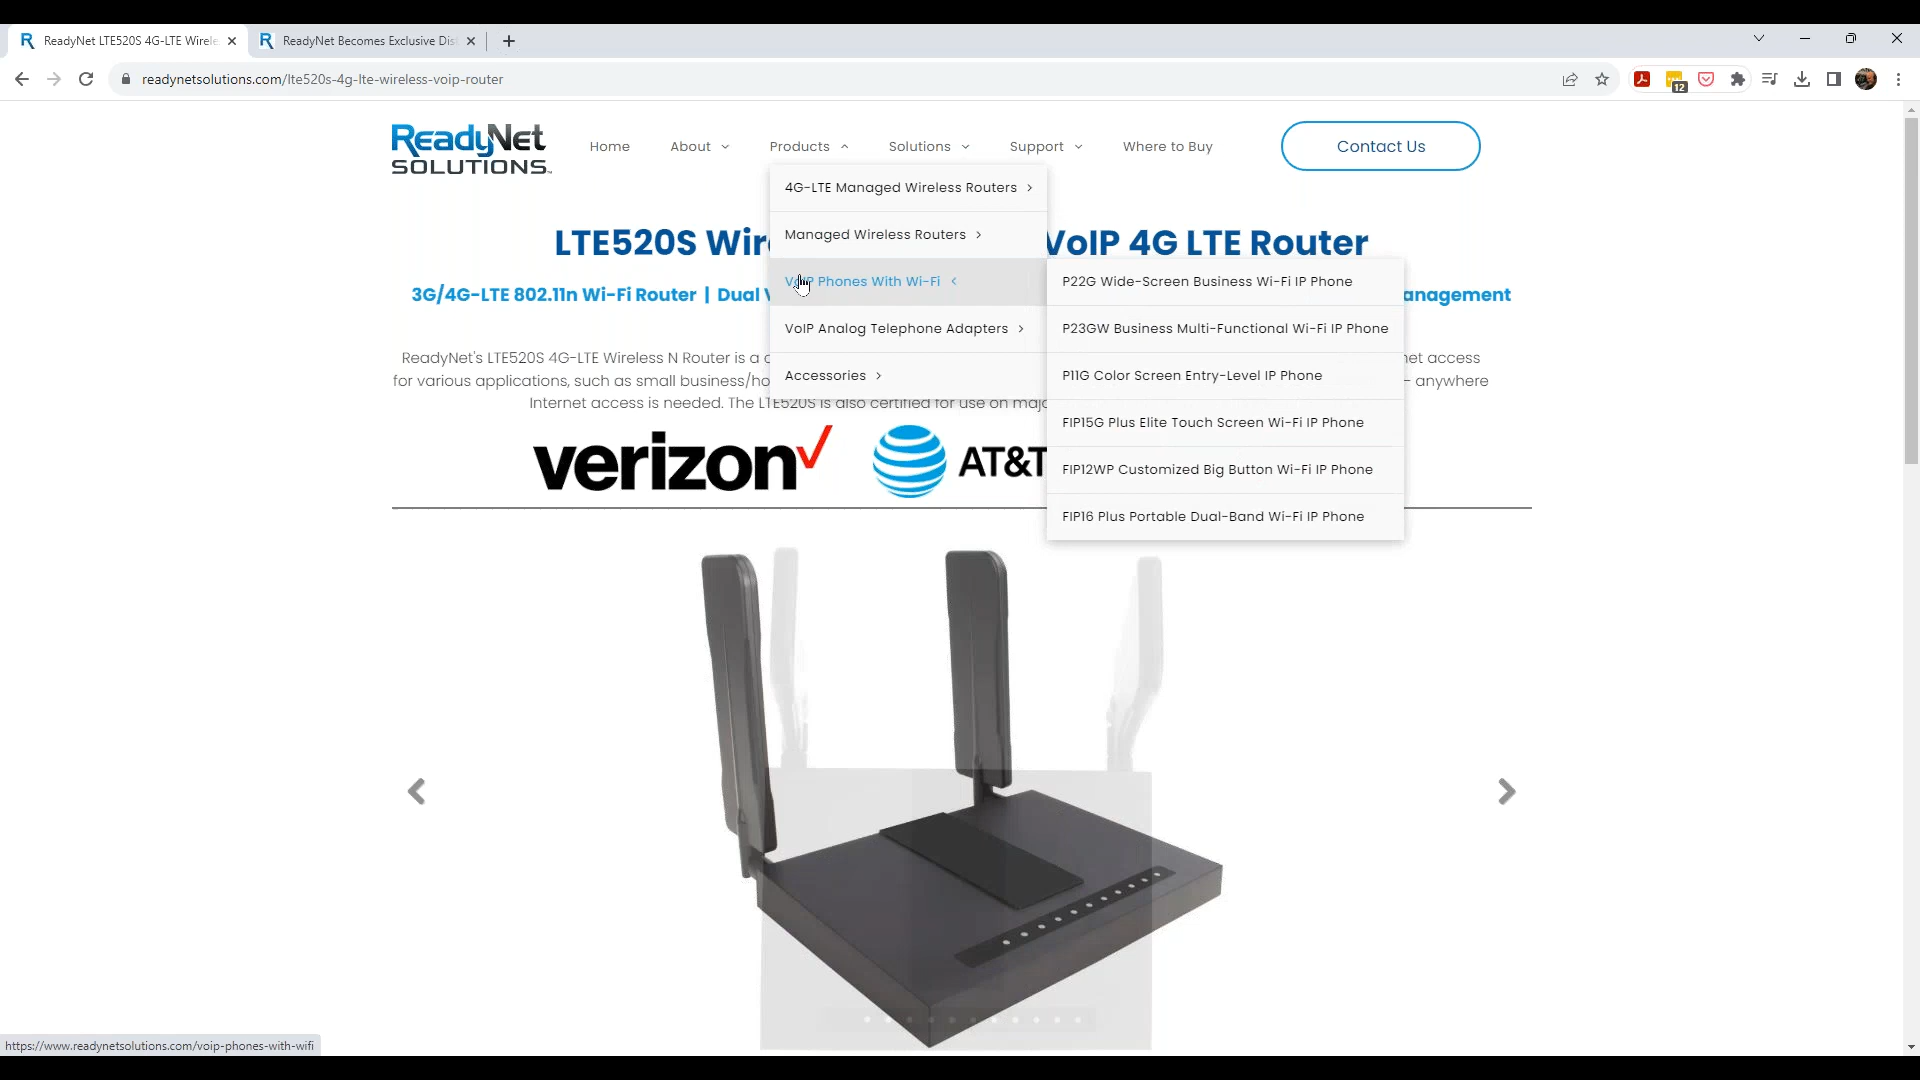 ReadyNet LTE520S 4G-LTE Wirele
ReadyNet Becomes Exclusive Dis
readynetsolutions.com/lte520s-4g-lte-wireless-voip-router
12
ReadyNet
SOLUTIONS
Home
About
Products
Solutions
Support
Where to Buy
Contact Us
4G-LTE Managed Wireless Routers
Managed Wireless Routers
VoIP Phones With Wi-Fi
VoIP Analog Telephone Adapters
Accessories
P22G Wide-Screen Business Wi-Fi IP Phone
P23GW Business Multi-Functional Wi-Fi IP Phone
P11G Color Screen Entry-Level IP Phone
FIP15G Plus Elite Touch Screen Wi-Fi IP Phone
FIP12WP Customized Big Button Wi-Fi IP Phone
FIP16 Plus Portable Dual-Band Wi-Fi IP Phone
LTE520S VoIP 4G LTE Router
3G/4G-LTE 802.11n Wi-Fi Router | Dual
ReadyNet's LTE520S 4G-LTE Wireless N Router is a access
for various applications, such as small - anywhere
Internet access is needed. The LTE520S is also certified for use on
verizon
AT&T
https://www.readynetsolutions.com/voip-phones-with-wifi